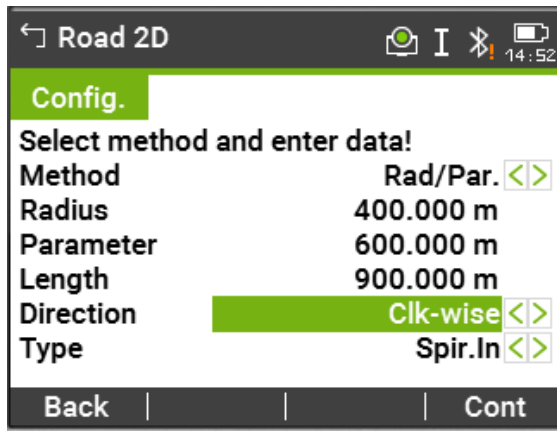 Road 2D
I
14:52
Config.
Select method and enter data!
Method Rad/Par.
Radius 400.000 m
Parameter 600.000 m
Length 900.000 m
Direction Clk-wise
Type Spir.In
Back Cont